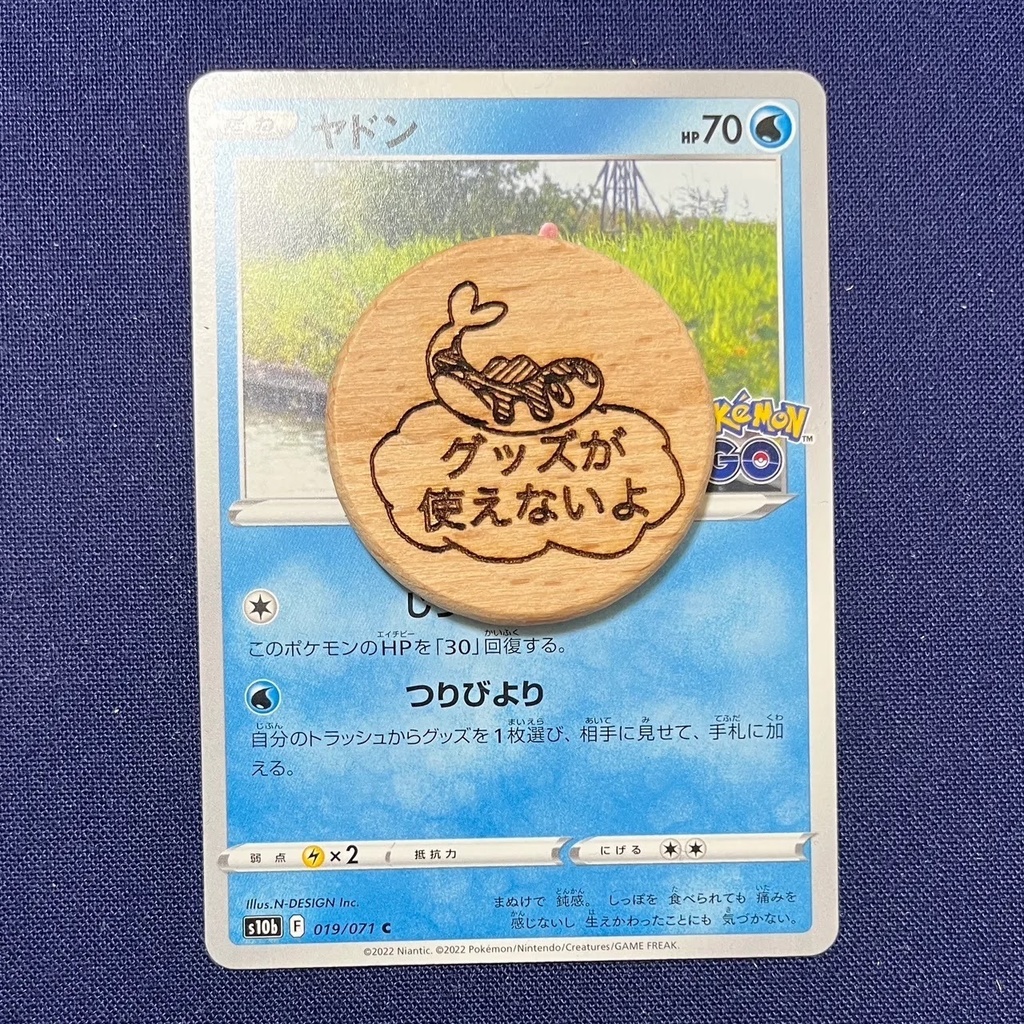 たね ヤドン HP 70
Pokémon
GO
グッズが
使えないよ
このポケモンのHPを「30」回復する。
つりびより
自分のトラッシュからグッズを1枚選び、相手に見せて、手札に加
える。
弱点 ×2 抵抗力 にげる
Illus.N-DESIGN Inc.
まぬけで 鈍感。 しっぽを 食べられても 痛みを
感じないし 生えかわったことにも 気づかない。
s10b F 019/071 C
©2022 Niantic. ©2022 Pokémon/Nintendo/Creatures/GAME FREAK.